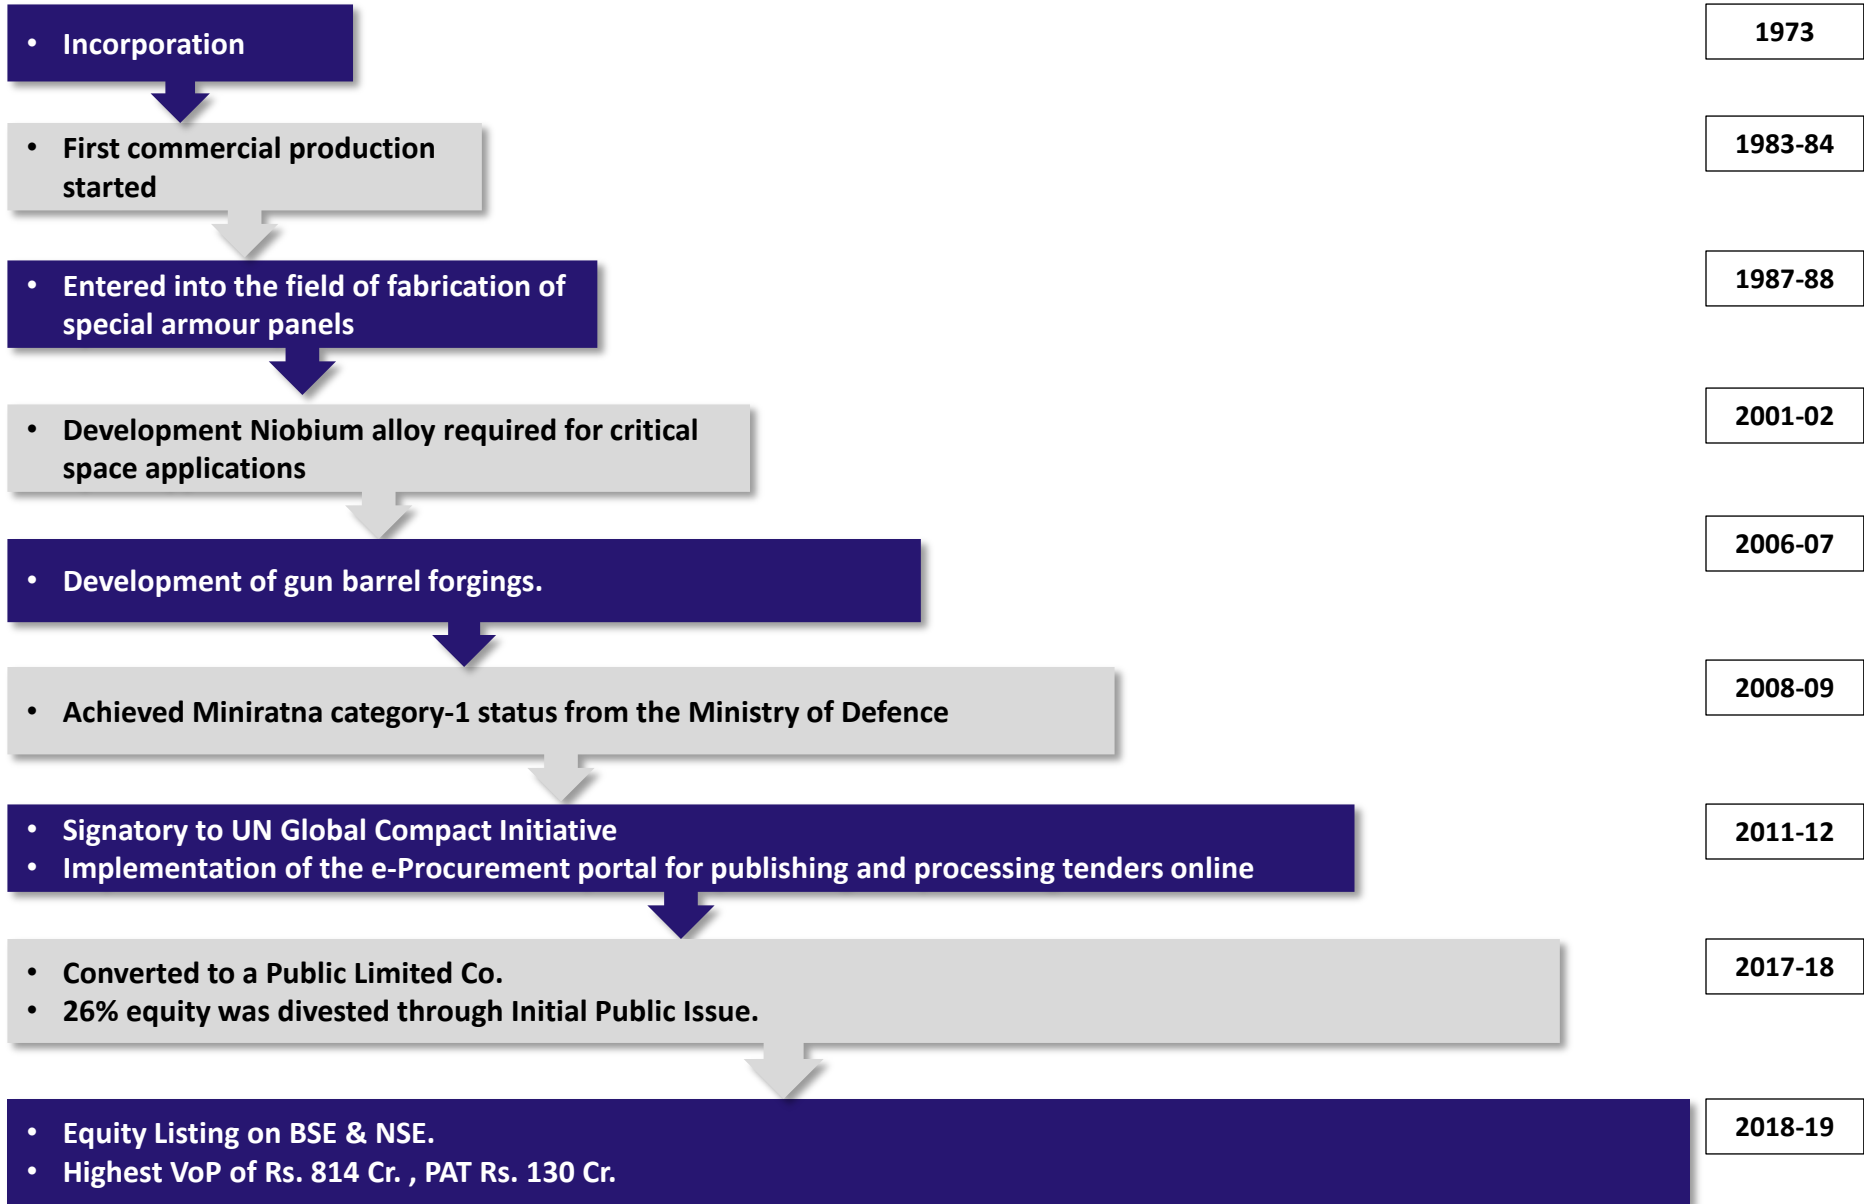 • Incorporation
1973
• First commercial production
started
1983-84
• Entered into the field of fabrication of
special armour panels
1987-88
• Development Niobium alloy required for critical
space applications
2001-02
• Development of gun barrel forgings.
2006-07
• Achieved Miniratna category-1 status from the Ministry of Defence
2008-09
• Signatory to UN Global Compact Initiative
• Implementation of the e-Procurement portal for publishing and processing tenders online
2011-12
• Converted to a Public Limited Co.
• 26% equity was divested through Initial Public Issue.
2017-18
• Equity Listing on BSE & NSE.
• Highest VoP of Rs. 814 Cr. , PAT Rs. 130 Cr.
2018-19